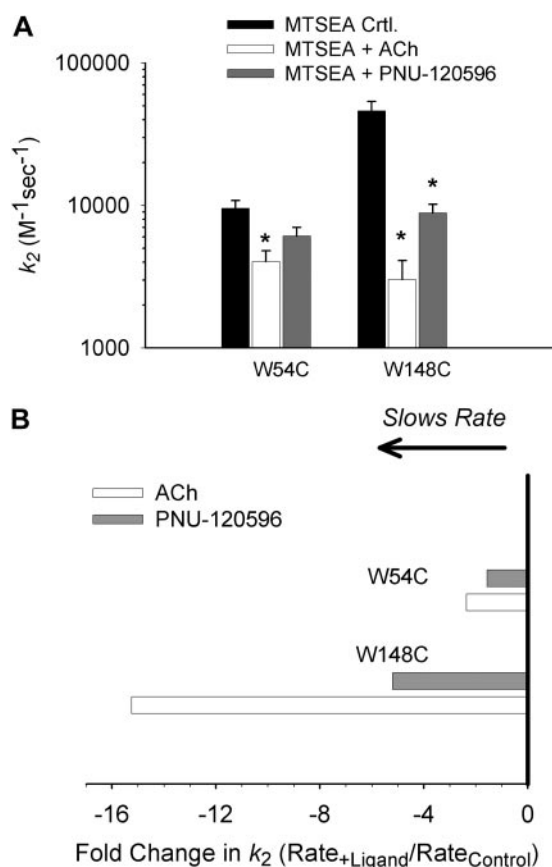 A
MTSEA Crtl.
MTSEA + ACh
MTSEA + PNU-120596
100000
10000
1000
k₂ (M⁻¹sec⁻¹)
*
*
*
W54C
W148C
B
Slows Rate
ACh
PNU-120596
W54C
W148C
-16
-12
-8
-4
0
Fold Change in k₂ (Rate₊Ligand/RateControl)